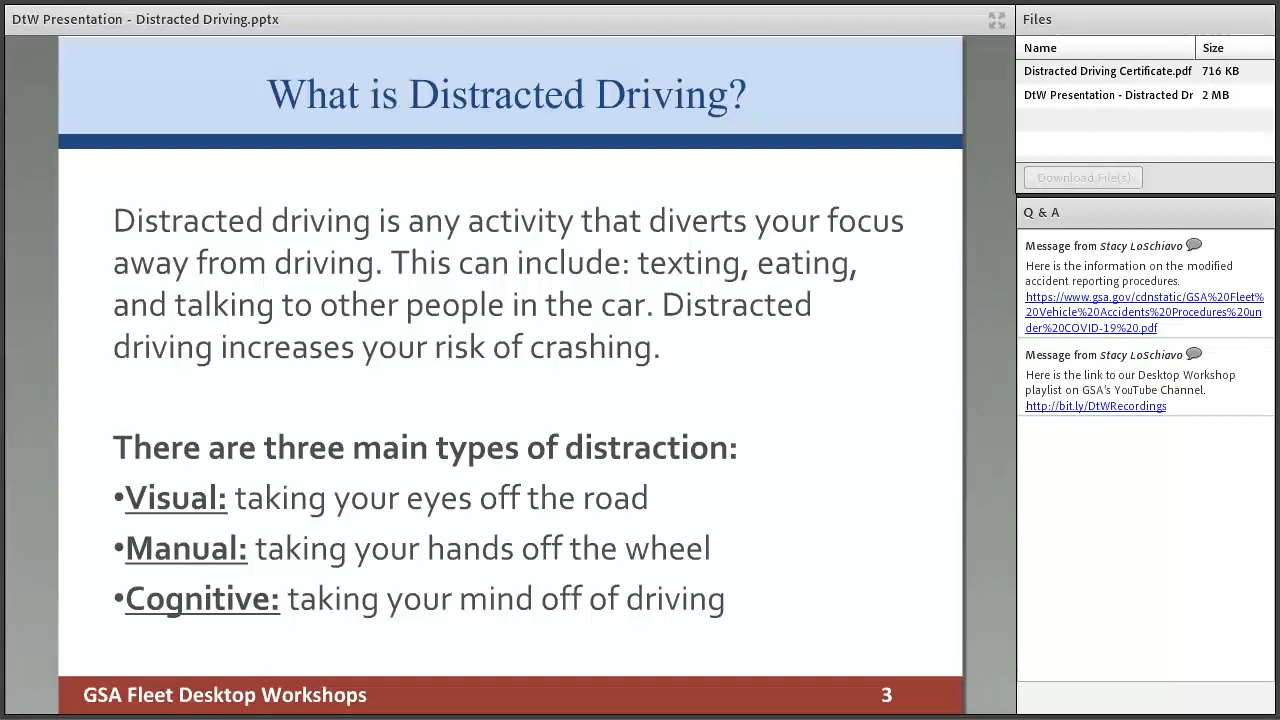 DtW Presentation - Distracted Driving.pptx
What is Distracted Driving?
Distracted driving is any activity that diverts your focus
away from driving. This can include: texting, eating,
and talking to other people in the car. Distracted
driving increases your risk of crashing.
There are three main types of distraction:
•Visual: taking your eyes off the road
•Manual: taking your hands off the wheel
•Cognitive: taking your mind off of driving
GSA Fleet Desktop Workshops 3
Files
Name Size
Distracted Driving Certificate.pdf 716 KB
DtW Presentation - Distracted Dr 2 MB
Download File(s)
Q & A
Message from Stacy LoSchiavo
Here is the information on the modified
accident reporting procedures.
https://www.gsa.gov/cdnstatic/GSA%20Fleet%
20Vehicle%20Accidents%20Procedures%20un
der%20COVID-19%20.pdf
Message from Stacy LoSchiavo
Here is the link to our Desktop Workshop
playlist on GSA's YouTube Channel.
http://bit.ly/DtWRecordings